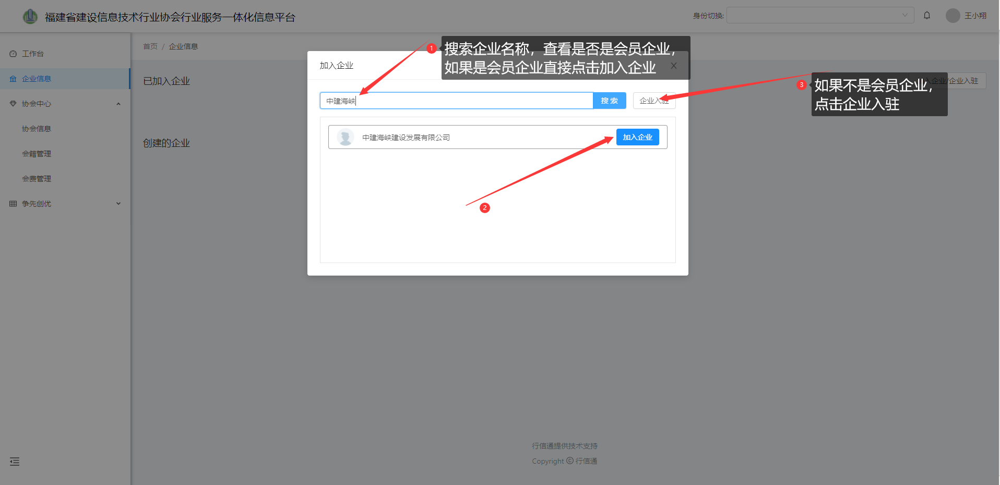 福建省建设信息技术行业协会行业服务一体化信息平台
身份切换:
王小翔
工作台
企业信息
协会中心
协会信息
会籍管理
会费管理
争先创优
首页 / 企业信息
已加入企业
创建的企业
入企业/企业入驻
加入企业
1
搜索企业名称，查看是否是会员企业，
如果是会员企业直接点击加入企业
3
如果不是会员企业，
点击企业入驻
中建海峡
搜 索
企业入驻
中建海峡建设发展有限公司
加入企业
2
行信通提供技术支持
Copyright © 行信通